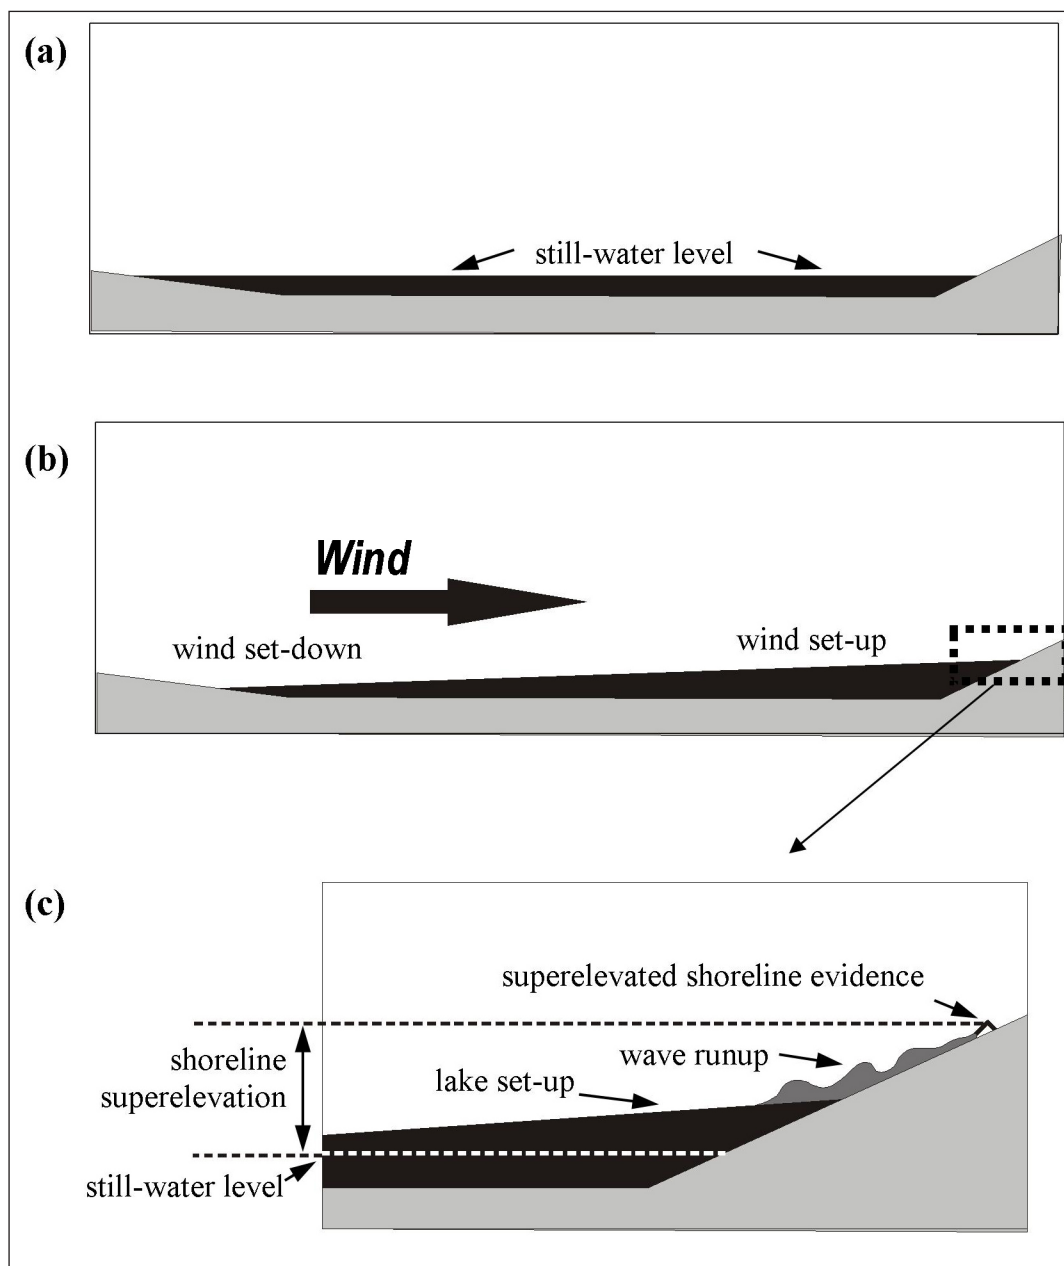 (a)
still-water level
(b)
Wind
wind set-down
wind set-up
(c)
superelevated shoreline evidence
wave runup
shoreline
superelevation
lake set-up
still-water level